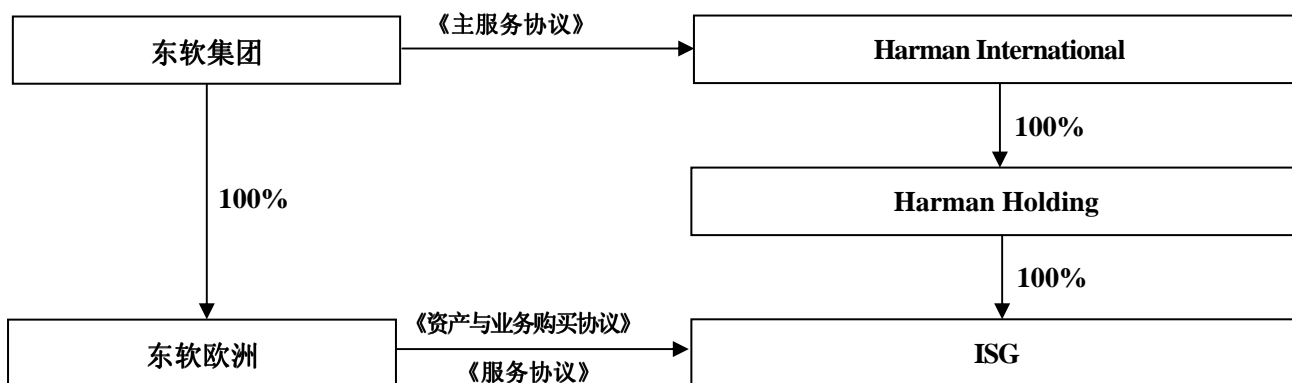 《主服务协议》
东软集团
Harman International
100%
100%
Harman Holding
100%
《资产与业务购买协议》
东软欧洲
ISG
《服务协议》